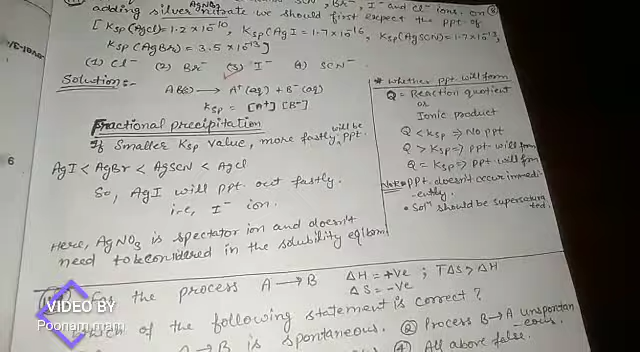 AgNO3
adding silver nitrate we should first expect the ppt of
[Ksp(AgCl)=1.2×10^-10, Ksp(AgI=1.7×10^-16, Ksp(AgSCN)=1.7×10^-13,
Ksp(AgBr)=3.5×10^-13]
(1) Cl⁻ (2) Br⁻ (3) I⁻ (4) SCN⁻
Solution:-
AB(s) → A⁺(aq) + B⁻(aq)
Ksp = [A⁺][B⁻]
Fractional precipitation
If smaller Ksp value, more fastly will be ppt.
AgI < AgBr < AgSCN < AgCl
So, AgI will ppt out fastly.
i.e, I⁻ ion.
Here, AgNO3 is spectator ion and doesn't
need to be considered in the solubility eqlbom
* Whether ppt will form
Q = Reaction quotient
or
Ionic product
Q < Ksp ⇒ No ppt
Q > Ksp ⇒ ppt will form
Q = Ksp ⇒ ppt will form
Note ppt doesn't occur immedi
-ently.
• Solⁿ should be supersatura
ted.
6
For the process A → B ΔH = +ve ; TΔS > ΔH
ΔS = -ve
which of the following statement is correct?
A → B is spontaneous. (2) Process B → A unspontan
-eous.
(4) All above false.
VIDEO BY
Poonam mam